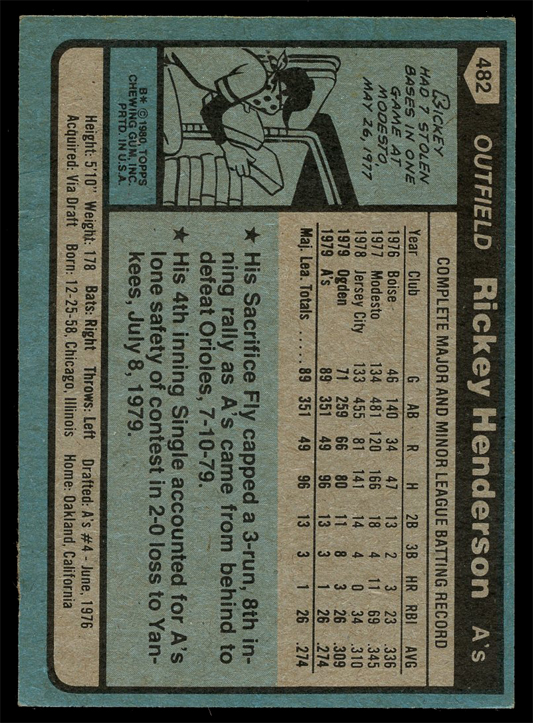 482 OUTFIELD Rickey Henderson A's
RICKEY
HAD 7 STOLEN
BASES IN ONE
GAME AT
MODESTO,
MAY 26, 1977
B* © 1980, TOPPS
CHEWING GUM, INC.
PRTD. IN U.S.A.
COMPLETE MAJOR AND MINOR LEAGUE BATTING RECORD
Year Club G AB R H 2B 3B HR RBI AVG
1976 Boise 46 140 34 47 13 2 3 23 .336
1977 Modesto 134 481 120 166 18 4 11 69 .345
1978 Jersey City 133 455 81 141 14 4 0 34 .310
1979 Ogden 71 259 66 80 11 8 3 26 .309
1979 A's 89 351 49 96 13 3 1 26 .274
Maj. Lea. Totals ..... 89 351 49 96 13 3 1 26 .274
★ His Sacrifice Fly capped a 3-run, 8th in-
ning rally as A's came from behind to
defeat Orioles, 7-10-79.
★ His 4th inning Single accounted for A's
lone safety of contest in 2-0 loss to Yan-
kees, July 8, 1979.
Height: 5'10" Weight: 178 Bats: Right Throws: Left Drafted: A's #4 - June, 1976
Acquired: Via Draft Born: 12-25-58, Chicago, Illinois Home: Oakland, California